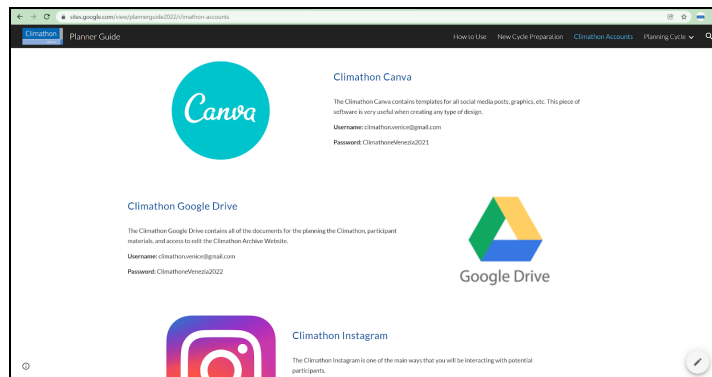 sites.google.com/view/plannerguide2022/climathon-accounts
Climathon
Planner Guide
How to Use New Cycle Preparation Climathon Accounts Planning Cycle
Canva
Climathon Canva
The Climathon Canva contains templates for all social media posts, graphics, etc. This piece of
software is very useful when creating any type of design.
Username: climathon.venice@gmail.com
Password: ClimathoneVenezia2021
Climathon Google Drive
The Climathon Google Drive contains all of the documents for the planning the Climathon, participant
materials, and access to edit the Climathon Archive Website.
Username: climathon.venice@gmail.com
Password: ClimathoneVenezia2022
Google Drive
Climathon Instagram
The Climathon Instagram is one of the main ways that you will be interacting with potential
participants.